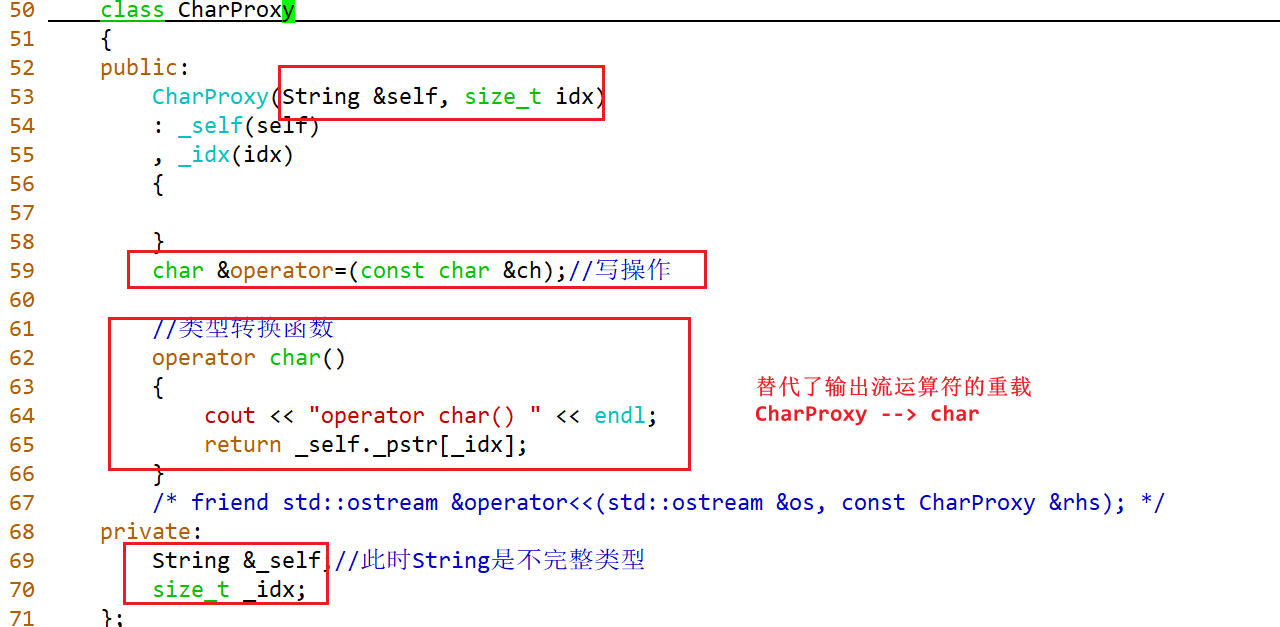 50 class CharProxy
51 {
52 public:
53 CharProxy(String &self, size_t idx)
54 : _self(self)
55 , _idx(idx)
56 {
57
58 }
59 char &operator=(const char &ch);//写操作
60
61 //类型转换函数
62 operator char()
63 {
替代了输出流运算符的重载
64 cout << "operator char() " << endl;
CharProxy --> char
65 return _self._pstr[_idx];
66 }
67 /* friend std::ostream &operator<<(std::ostream &os, const CharProxy &rhs); */
68 private:
69 String &_self;//此时String是不完整类型
70 size_t _idx;
71 };